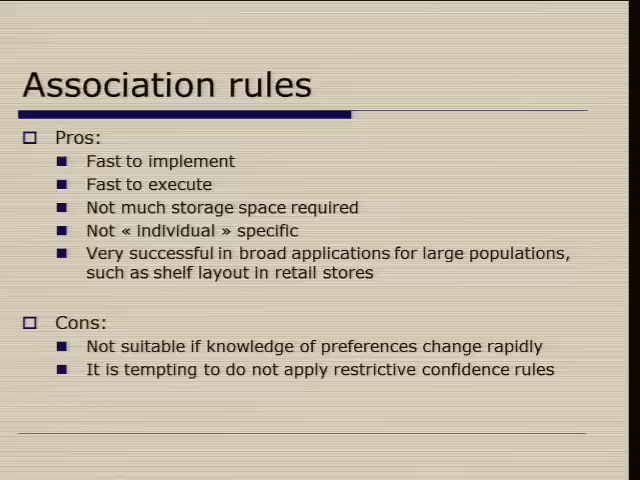 Association rules
Pros:
Fast to implement
Fast to execute
Not much storage space required
Not « individual » specific
Very successful in broad applications for large populations,
such as shelf layout in retail stores
Cons:
Not suitable if knowledge of preferences change rapidly
It is tempting to do not apply restrictive confidence rules